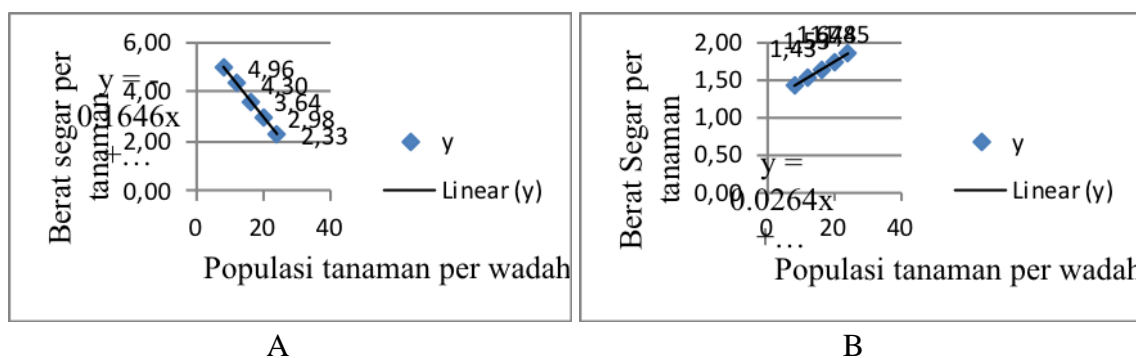 6,00
4,00
2,00
0,00
0
20
40
4,96
4,30
3,64
2,98
2,33
y = -
0.1646x
+…
y
Linear (y)
Berat segar per
tanaman
Populasi tanaman per wadah
A
2,00
1,50
1,00
0,50
0,00
0
20
40
1,43
y =
0.0264x
+…
y
Linear (y)
Berat Segar per
tanaman
Populasi tanaman per wadah
B